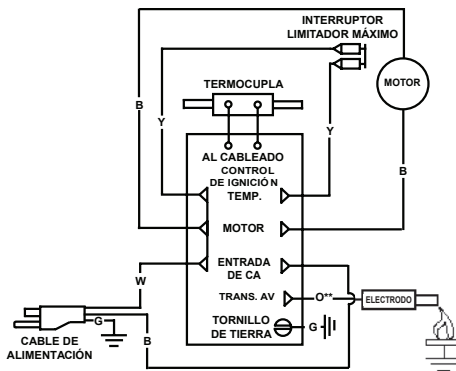 INTERRUPTOR
LIMITADOR MÁXIMO
TERMOCUPLA
MOTOR
B
Y
Y
B
AL CABLEADO
CONTROL
DE IGNICIÓN
TEMP.
MOTOR
W
ENTRADA
DE CA
TRANS. AV
O**
ELECTRODO
TORNILLO
DE TIERRA
G
G
CABLE DE
ALIMENTACIÓN
B